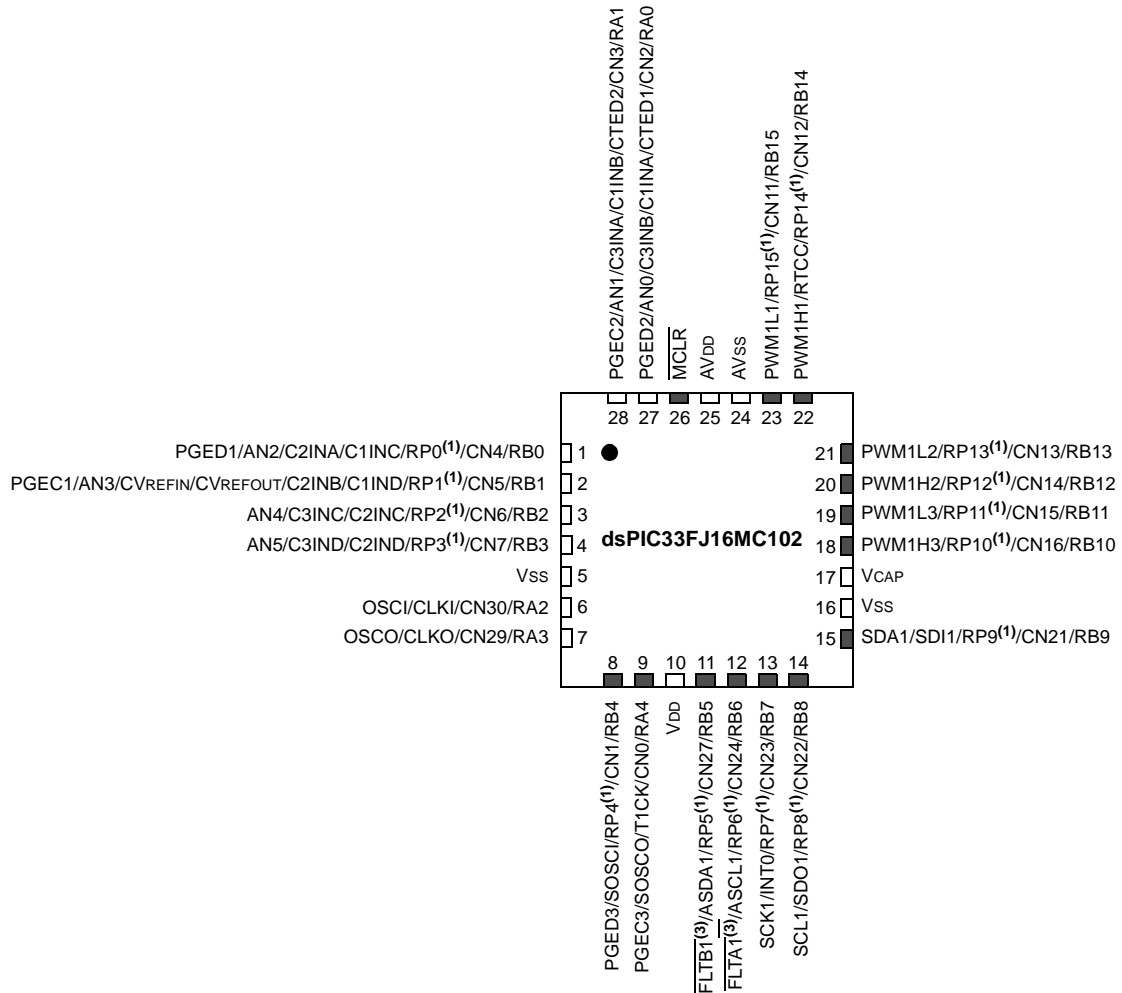 PGEC2/AN1/C3INA/C1INB/CTED2/CN3/RA1
PGED2/AN0/C3INB/C1INA/CTED1/CN2/RA0
MCLR
AVDD
AVSS
PWM1L1/RP15(1)/CN11/RB15
PWM1H1/RTCC/RP14(1)/CN12/RB14
28 27 26 25 24 23 22
PGED1/AN2/C2INA/C1INC/RP0(1)/CN4/RB0 1
PGEC1/AN3/CVREFIN/CVREFOUT/C2INB/C1IND/RP1(1)/CN5/RB1 2
AN4/C3INC/C2INC/RP2(1)/CN6/RB2 3
AN5/C3IND/C2IND/RP3(1)/CN7/RB3 4
VSS 5
OSCI/CLKI/CN30/RA2 6
OSCO/CLKO/CN29/RA3 7
dsPIC33FJ16MC102
21 PWM1L2/RP13(1)/CN13/RB13
20 PWM1H2/RP12(1)/CN14/RB12
19 PWM1L3/RP11(1)/CN15/RB11
18 PWM1H3/RP10(1)/CN16/RB10
17 VCAP
16 VSS
15 SDA1/SDI1/RP9(1)/CN21/RB9
8 9 10 11 12 13 14
PGED3/SOSCI/RP4(1)/CN1/RB4
PGEC3/SOSCO/T1CK/CN0/RA4
VDD
FLTB1(3)/ASDA1/RP5(1)/CN27/RB5
FLTA1(3)/ASCL1/RP6(1)/CN24/RB6
SCK1/INT0/RP7(1)/CN23/RB7
SCL1/SDO1/RP8(1)/CN22/RB8